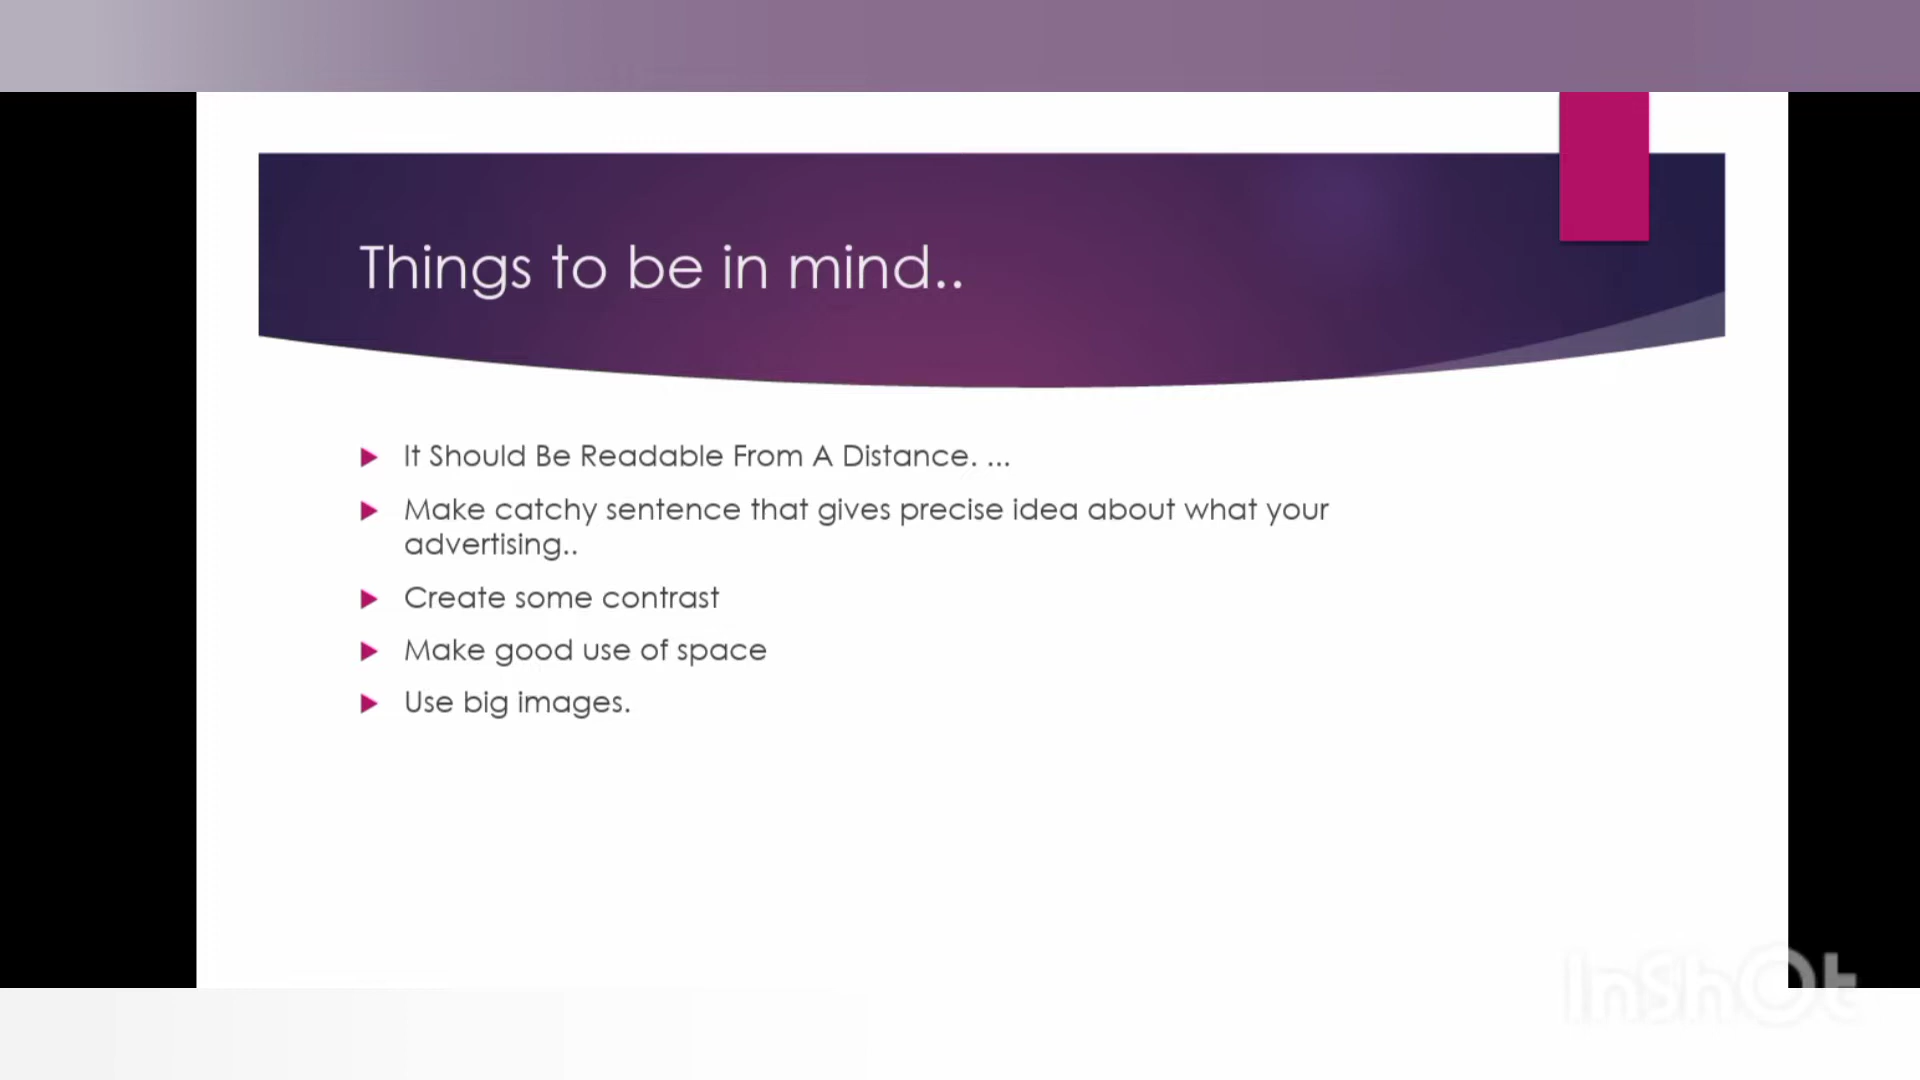 Things to be in mind..
It Should Be Readable From A Distance. ...
Make catchy sentence that gives precise idea about what your
advertising..
Create some contrast
Make good use of space
Use big images.
InShOt